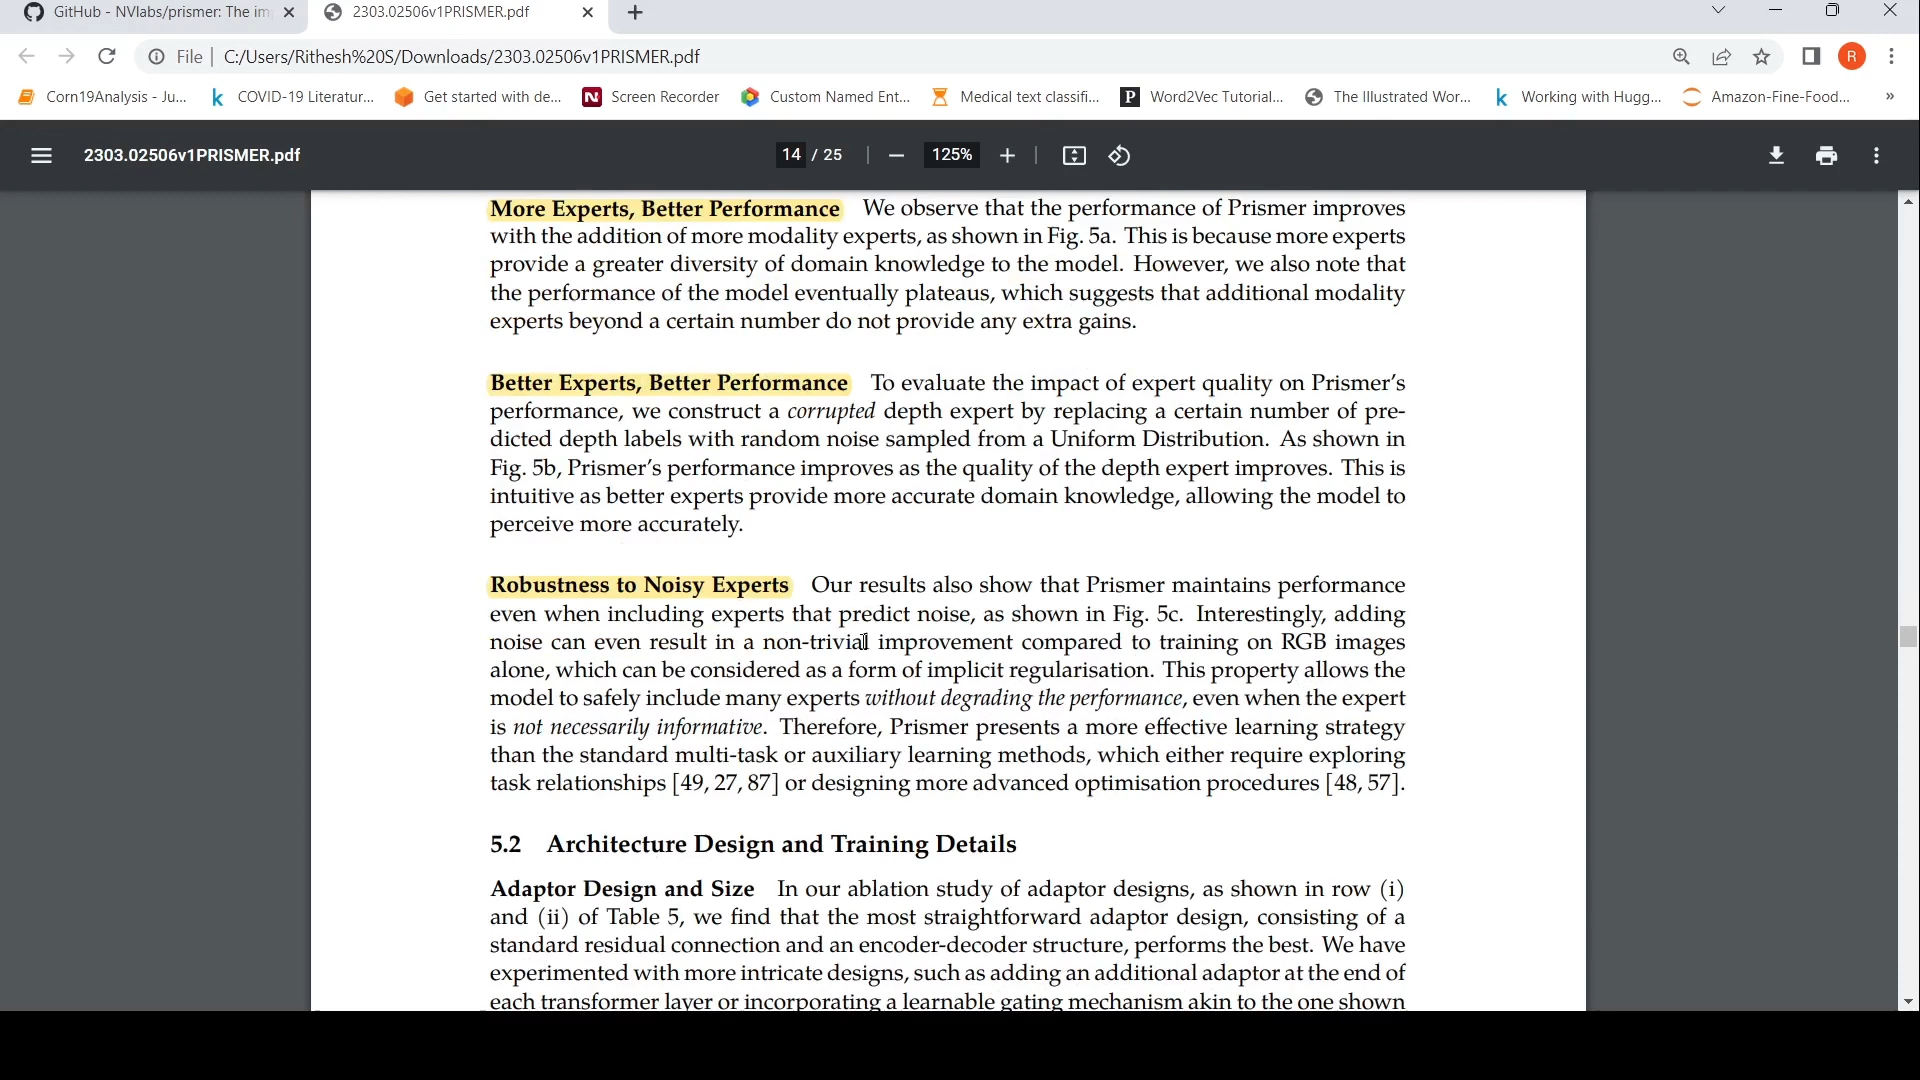 GitHub - NVlabs/prismer: The im
2303.02506v1PRISMER.pdf
File | C:/Users/Rithesh%20S/Downloads/2303.02506v1PRISMER.pdf
R
Corn19Analysis - Ju...
COVID-19 Literatur...
Get started with de...
Screen Recorder
Custom Named Ent...
Medical text classifi...
Word2Vec Tutorial...
The Illustrated Wor...
Working with Hugg...
Amazon-Fine-Food...
»
2303.02506v1PRISMER.pdf
14 / 25
125%
More Experts, Better Performance We observe that the performance of Prismer improves
with the addition of more modality experts, as shown in Fig. 5a. This is because more experts
provide a greater diversity of domain knowledge to the model. However, we also note that
the performance of the model eventually plateaus, which suggests that additional modality
experts beyond a certain number do not provide any extra gains.
Better Experts, Better Performance To evaluate the impact of expert quality on Prismer's
performance, we construct a corrupted depth expert by replacing a certain number of pre-
dicted depth labels with random noise sampled from a Uniform Distribution. As shown in
Fig. 5b, Prismer's performance improves as the quality of the depth expert improves. This is
intuitive as better experts provide more accurate domain knowledge, allowing the model to
perceive more accurately.
Robustness to Noisy Experts Our results also show that Prismer maintains performance
even when including experts that predict noise, as shown in Fig. 5c. Interestingly, adding
noise can even result in a non-trivial improvement compared to training on RGB images
alone, which can be considered as a form of implicit regularisation. This property allows the
model to safely include many experts without degrading the performance, even when the expert
is not necessarily informative. Therefore, Prismer presents a more effective learning strategy
than the standard multi-task or auxiliary learning methods, which either require exploring
task relationships [49, 27, 87] or designing more advanced optimisation procedures [48, 57].
5.2 Architecture Design and Training Details
Adaptor Design and Size In our ablation study of adaptor designs, as shown in row (i)
and (ii) of Table 5, we find that the most straightforward adaptor design, consisting of a
standard residual connection and an encoder-decoder structure, performs the best. We have
experimented with more intricate designs, such as adding an additional adaptor at the end of
each transformer layer or incorporating a learnable gating mechanism akin to the one shown